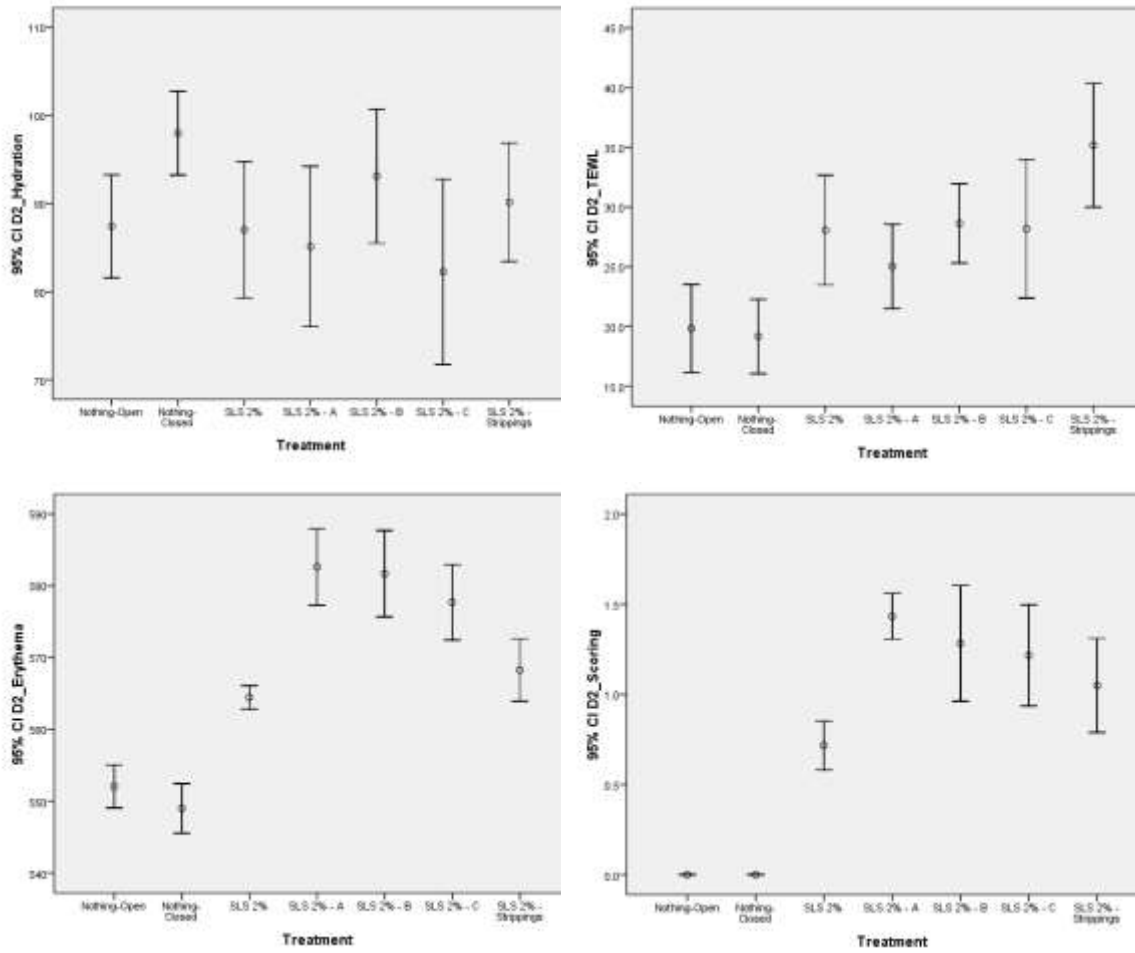 95% CI D2_Hydration
110
100
90
80
70
Nothing-Open
Nothing-
Closed
SLS 2%
SLS 2% - A
SLS 2% - B
SLS 2% - C
SLS 2% -
Strippings
Treatment
95% CI D2_TEWL
45.0
40.0
35.0
30.0
25.0
20.0
15.0
Nothing-Open
Nothing-
Closed
SLS 2%
SLS 2% - A
SLS 2% - B
SLS 2% - C
SLS 2% -
Strippings
Treatment
95% CI D2_Erythema
590
580
570
560
550
540
Nothing-Open
Nothing-
Closed
SLS 2%
SLS 2% - A
SLS 2% - B
SLS 2% - C
SLS 2% -
Strippings
Treatment
95% CI D2_Scoring
2.0
1.5
1.0
0.5
0.0
Nothing-Open
Nothing-
Closed
SLS 2%
SLS 2% - A
SLS 2% - B
SLS 2% - C
SLS 2% -
Strippings
Treatment